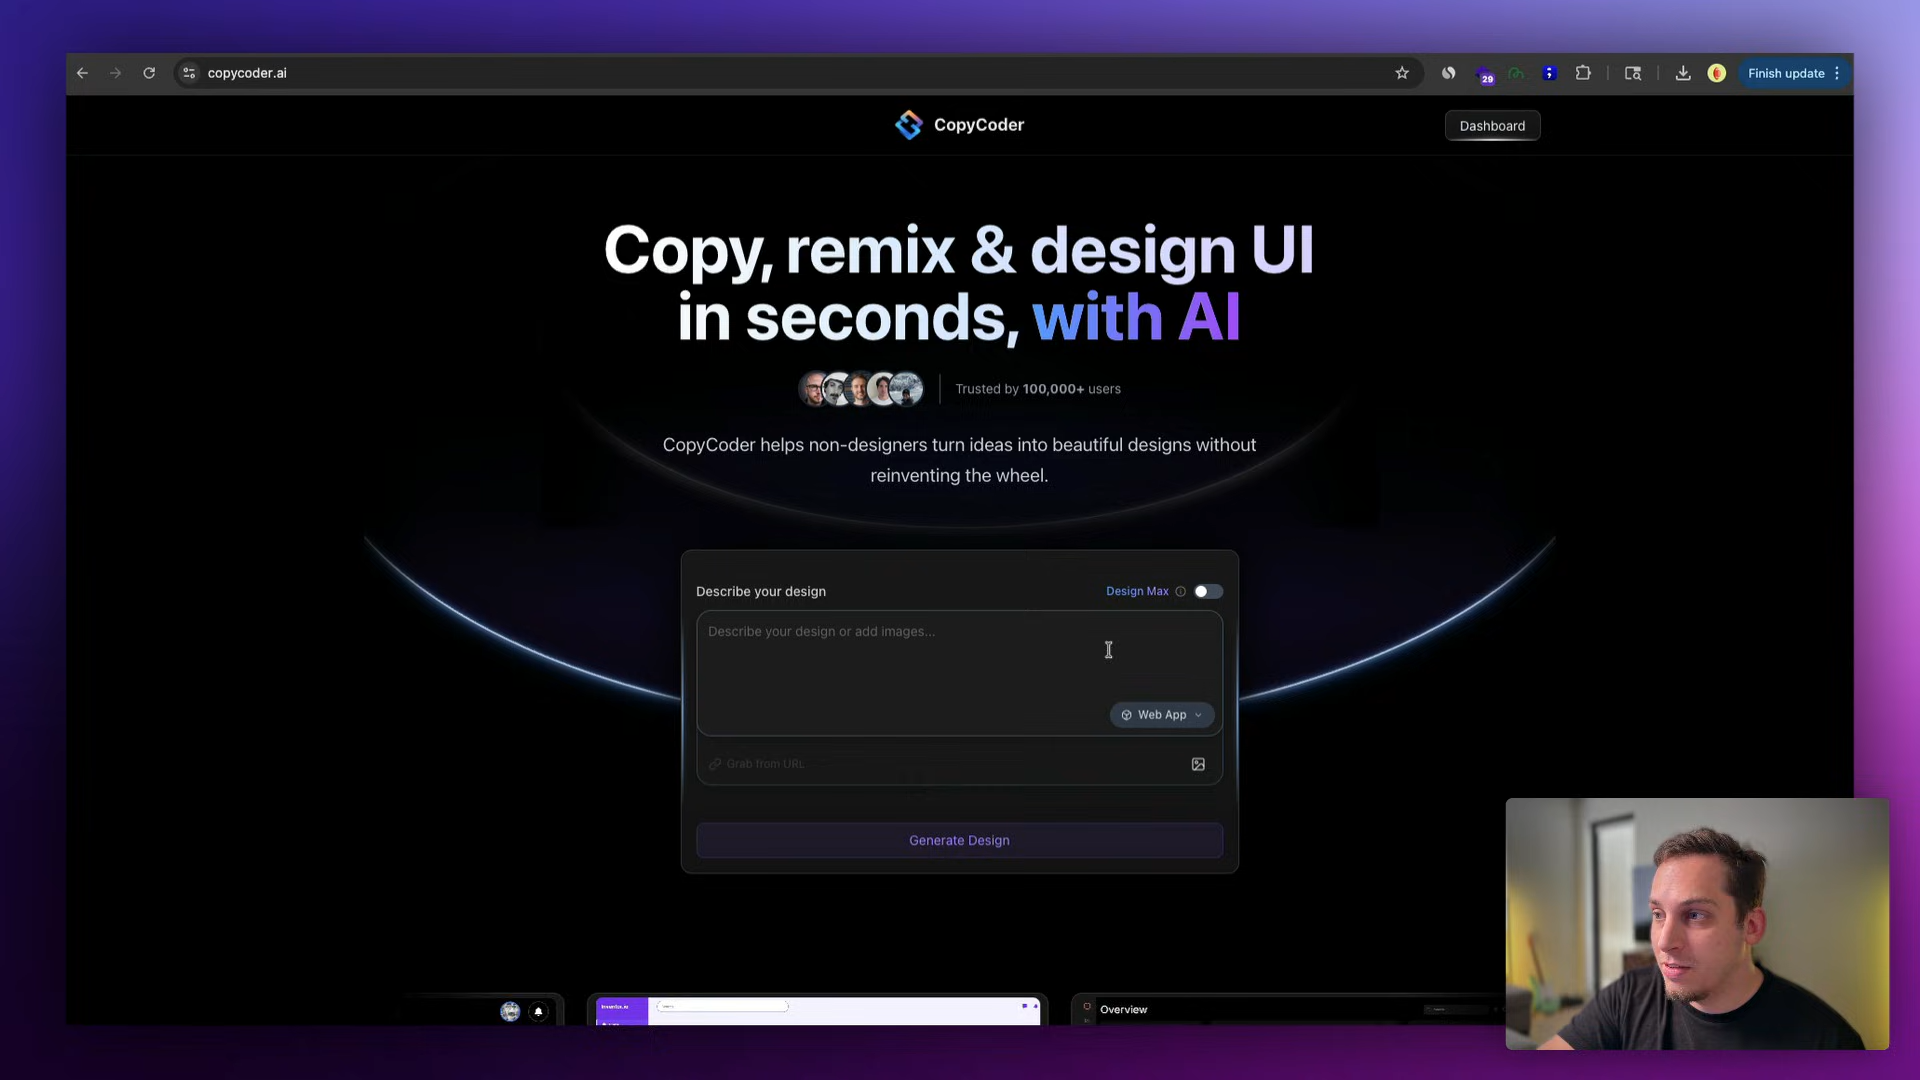 copycoder.ai
29
Finish update
CopyCoder
Dashboard
Copy, remix & design UI
in seconds, with AI
Trusted by 100,000+ users
CopyCoder helps non-designers turn ideas into beautiful designs without
reinventing the wheel.
Describe your design
Design Max
Describe your design or add images...
Web App
Grab from URL
Generate Design
Overview